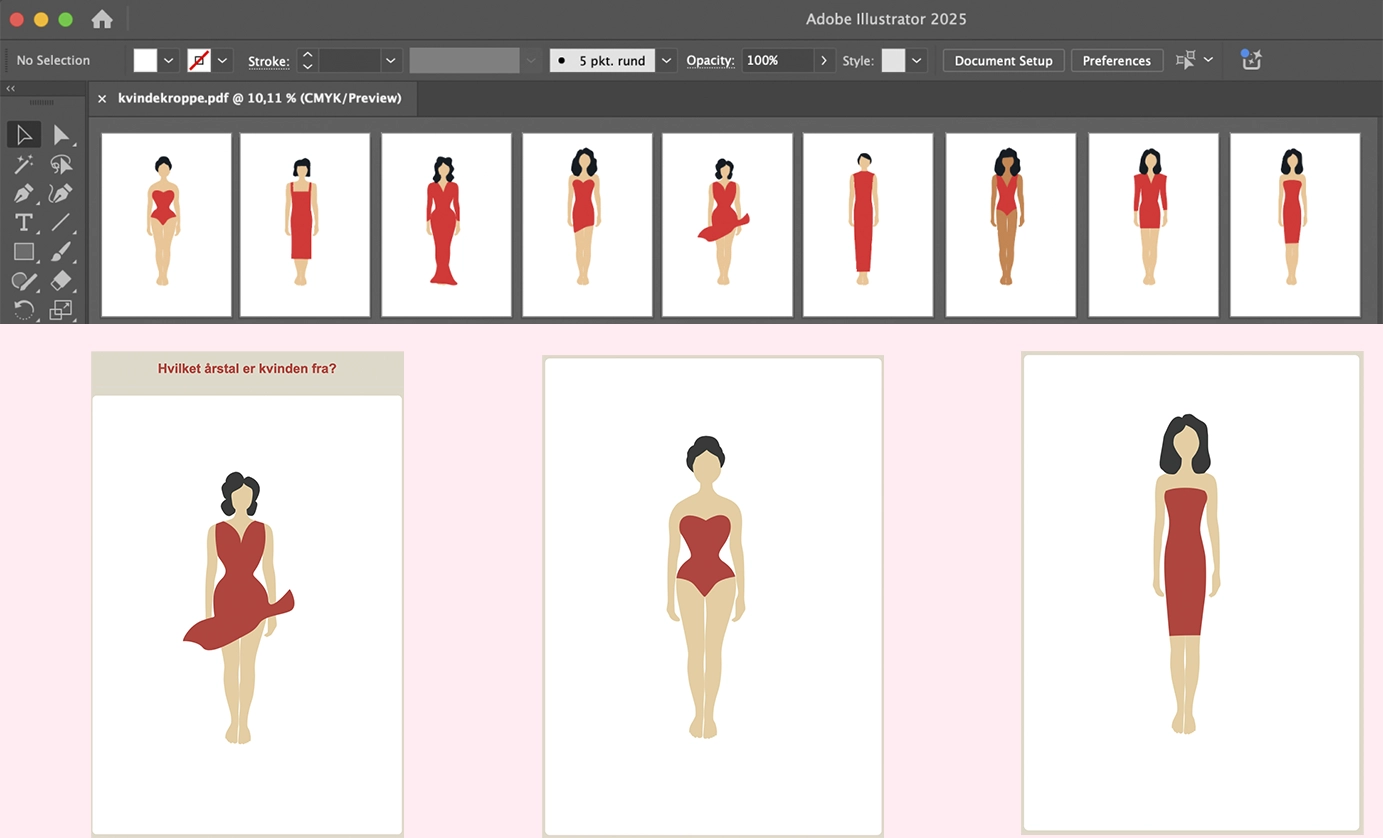 Adobe Illustrator 2025
No Selection
Stroke:
5 pkt. rund
Opacity:
100%
Style:
Document Setup
Preferences
kvindekroppe.pdf @ 10,11 % (CMYK/Preview)
Hvilket årstal er kvinden fra?